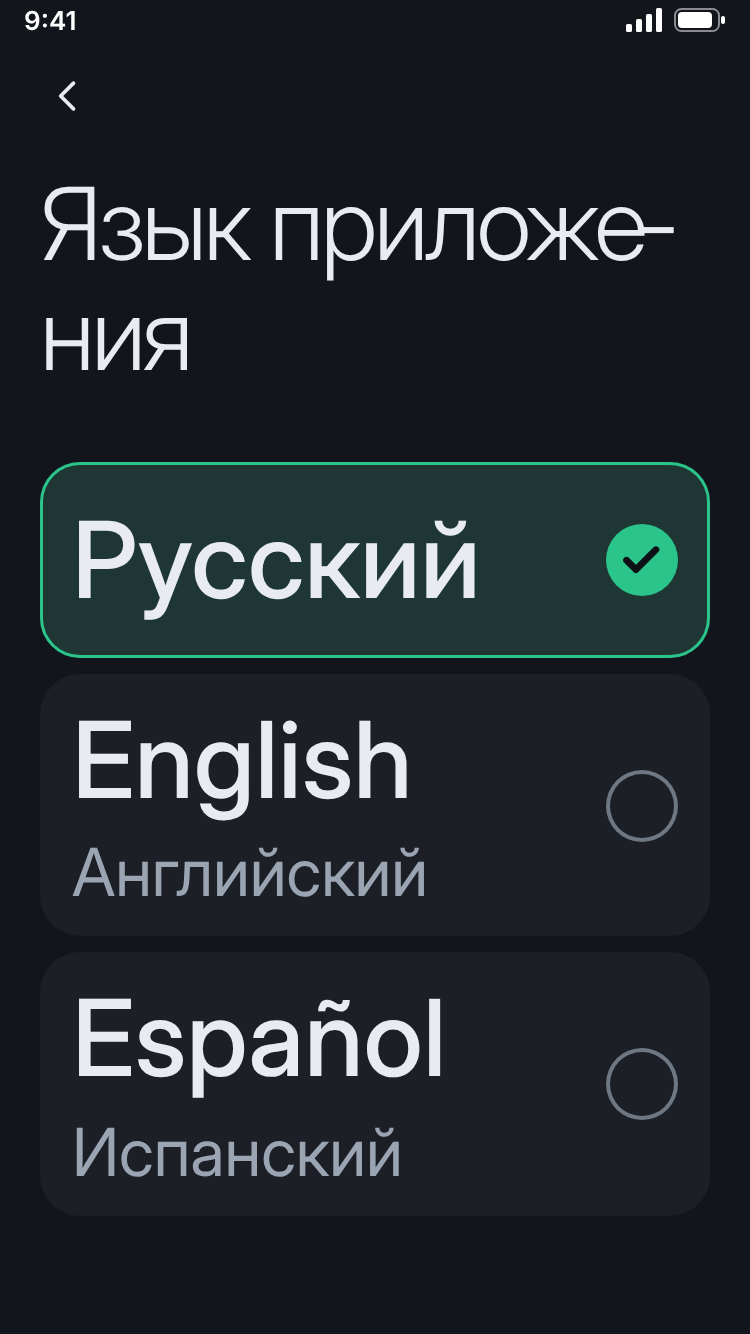 9:41
Язык приложе-
ния
Русский
English
Английский
Español
Испанский